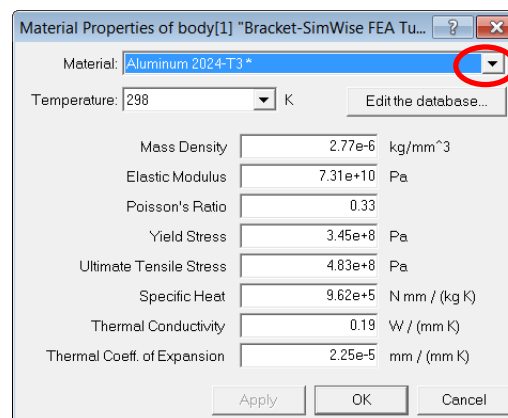 Material Properties of body[1] "Bracket-SimWise FEA Tu...
Material: Aluminum 2024-T3*
Temperature: 298 K Edit the database...
Mass Density 2.77e-6 kg/mm^3
Elastic Modulus 7.31e+10 Pa
Poisson's Ratio 0.33
Yield Stress 3.45e+8 Pa
Ultimate Tensile Stress 4.83e+8 Pa
Specific Heat 9.62e+5 N mm / (kg K)
Thermal Conductivity 0.19 W / (mm K)
Thermal Coeff. of Expansion 2.25e-5 mm / (mm K)
Apply OK Cancel